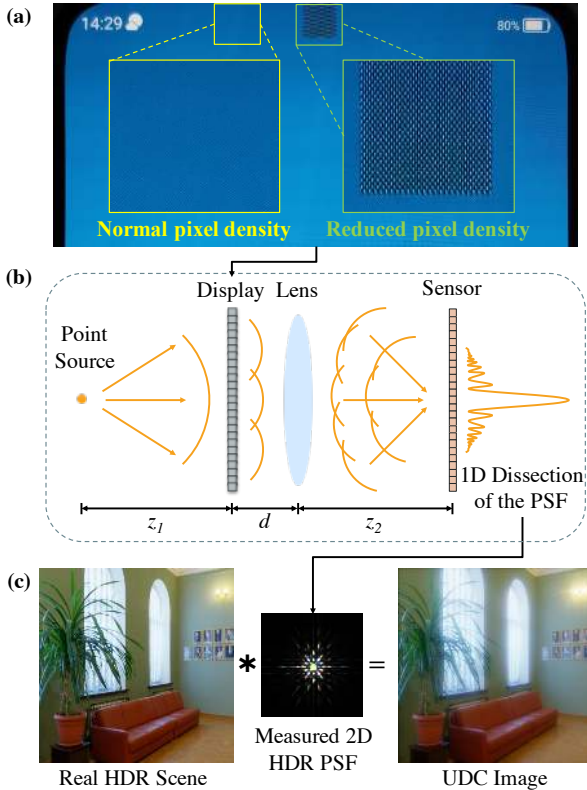 (a)
14:29
80%
Normal pixel density
Reduced pixel density
(b)
Display
Lens
Sensor
Point
Source
1D Dissection
of the PSF
z1
d
z2
(c)
* =
Measured 2D
HDR PSF
Real HDR Scene
UDC Image